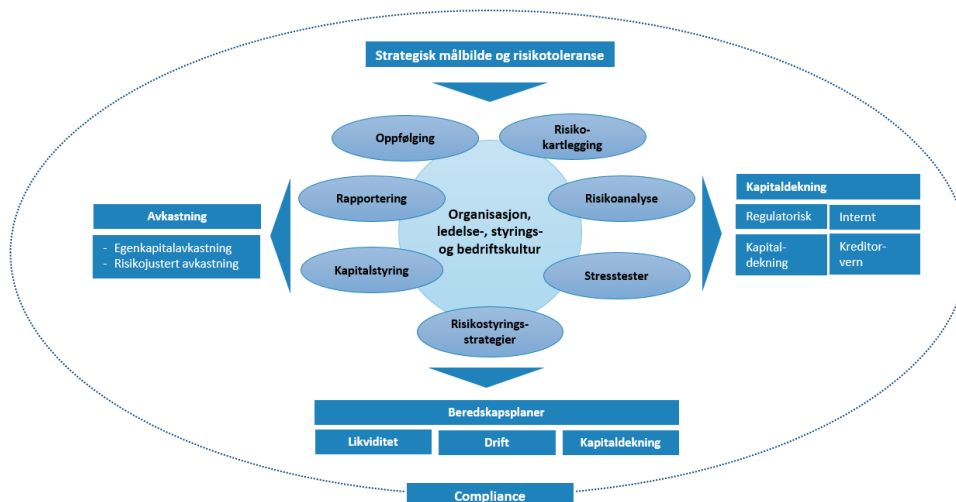 Strategisk målbilde og risikotoleranse
Oppfølging
Risiko-
kartlegging
Rapportering
Risikoanalyse
Organisasjon,
ledelse-, styrings-
og bedriftskultur
Kapitalstyring
Stresstester
Risikostyrings-
strategier
Avkastning
- Egenkapitalavkastning
- Risikojustert avkastning
Kapitaldekning
Regulatorisk
Internt
Kapital-
dekning
Kreditor-
vern
Beredskapsplaner
Likviditet
Drift
Kapitaldekning
Compliance